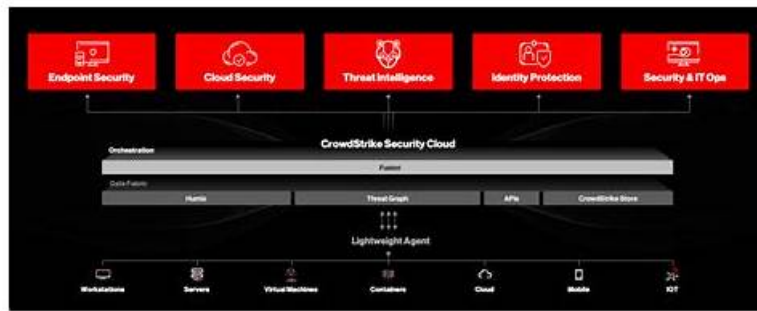 Endpoint Security
Cloud Security
Threat Intelligence
Identity Protection
Security & IT Ops
CrowdStrike Security Cloud
Orchestration
Fusion
Data Fabric
Humio
Threat Graph
APIs
CrowdStrike Store
Lightweight Agent
Workstations
Servers
Virtual Machines
Containers
Cloud
Mobile
IOT